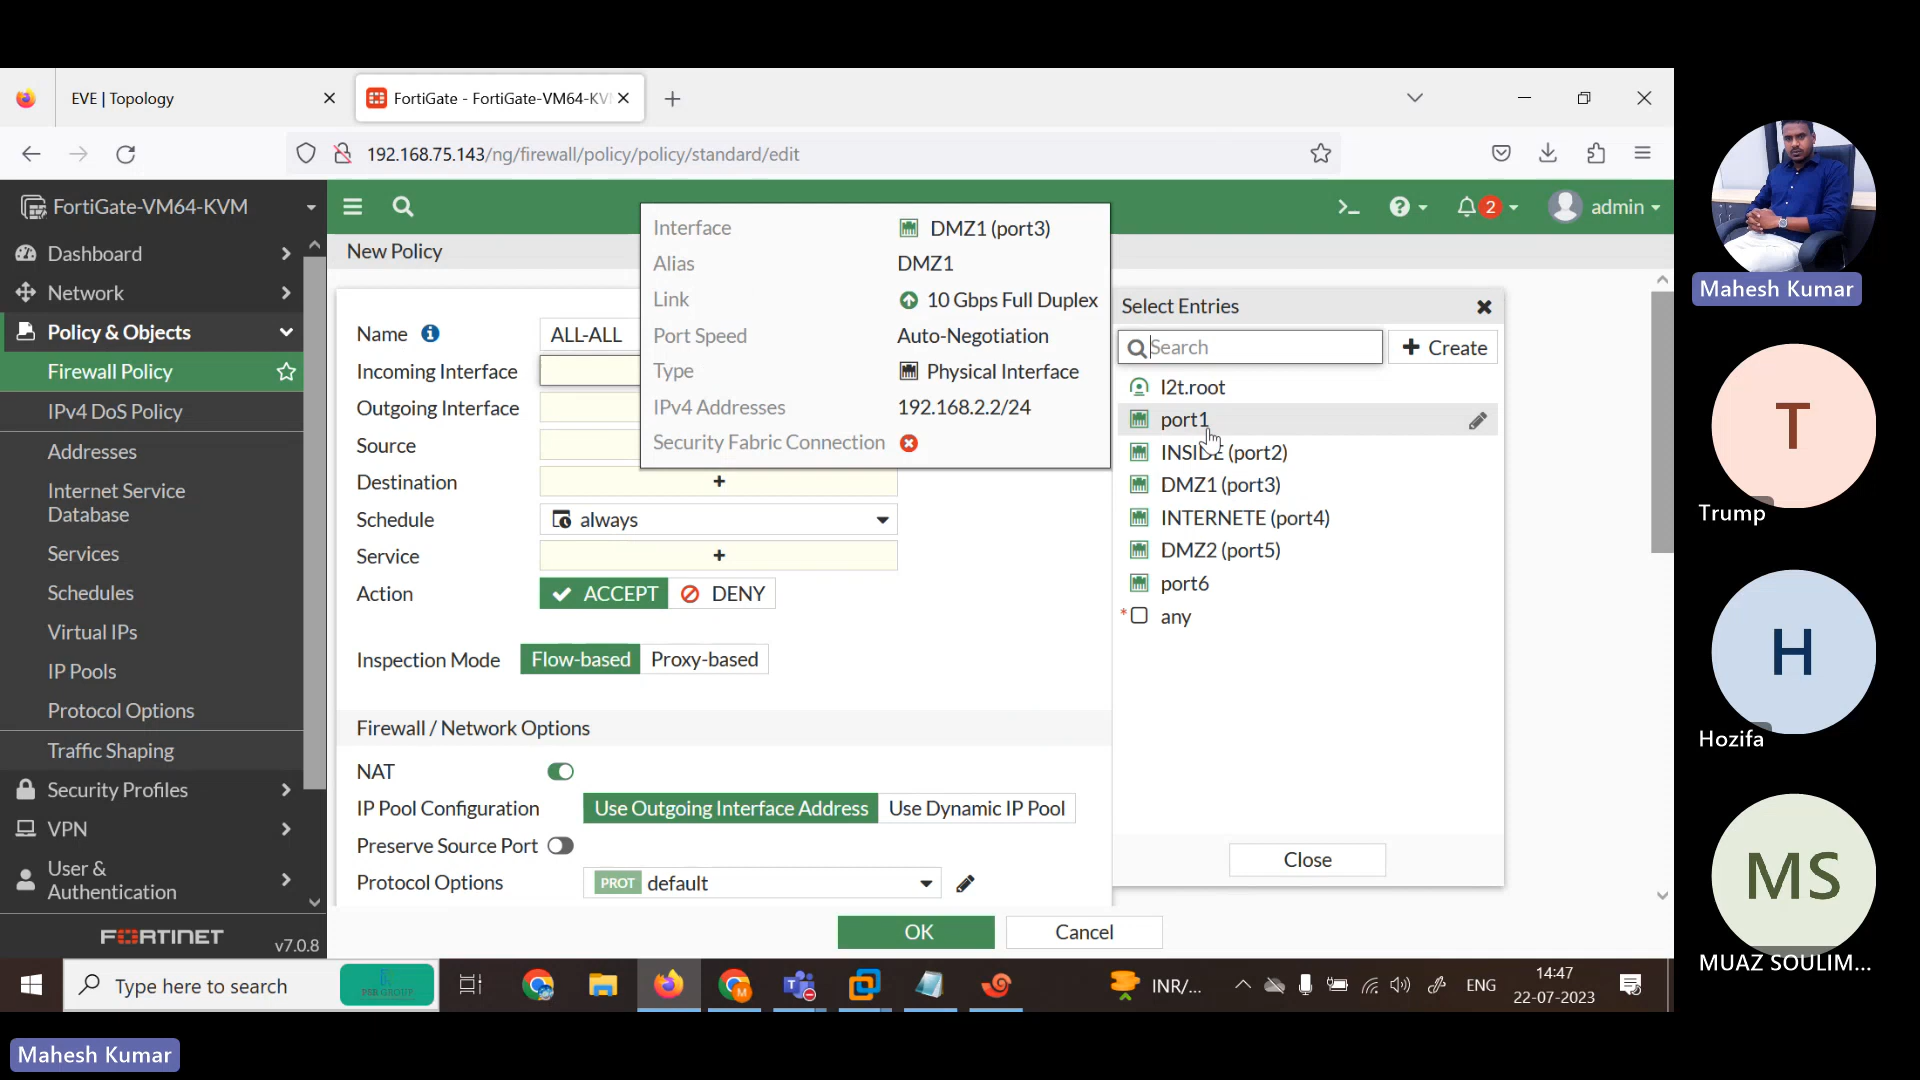 EVE | Topology
FortiGate - FortiGate-VM64-KV
192.168.75.143/ng/firewall/policy/policy/standard/edit
FortiGate-VM64-KVM
2
admin
Dashboard
Network
Policy & Objects
Firewall Policy
IPv4 DoS Policy
Addresses
Internet Service
Database
Services
Schedules
Virtual IPs
IP Pools
Protocol Options
Traffic Shaping
Security Profiles
VPN
User &
Authentication
FORTINET
v7.0.8
New Policy
Name
ALL-ALL
Incoming Interface
Outgoing Interface
Source
Destination
Schedule
always
Service
Action
ACCEPT
DENY
Inspection Mode
Flow-based
Proxy-based
Firewall / Network Options
NAT
IP Pool Configuration
Use Outgoing Interface Address
Use Dynamic IP Pool
Preserve Source Port
Protocol Options
PROT
default
OK
Cancel
Interface
DMZ1 (port3)
Alias
DMZ1
Link
10 Gbps Full Duplex
Port Speed
Auto-Negotiation
Type
Physical Interface
IPv4 Addresses
192.168.2.2/24
Security Fabric Connection
Select Entries
Search
Create
l2t.root
port1
INSIDE (port2)
DMZ1 (port3)
INTERNETE (port4)
DMZ2 (port5)
port6
any
Close
Type here to search
PSB GROUP
INR/...
ENG
14:47
22-07-2023
Mahesh Kumar
T
Trump
H
Hozifa
MS
MUAZ SOULIM...
Mahesh Kumar